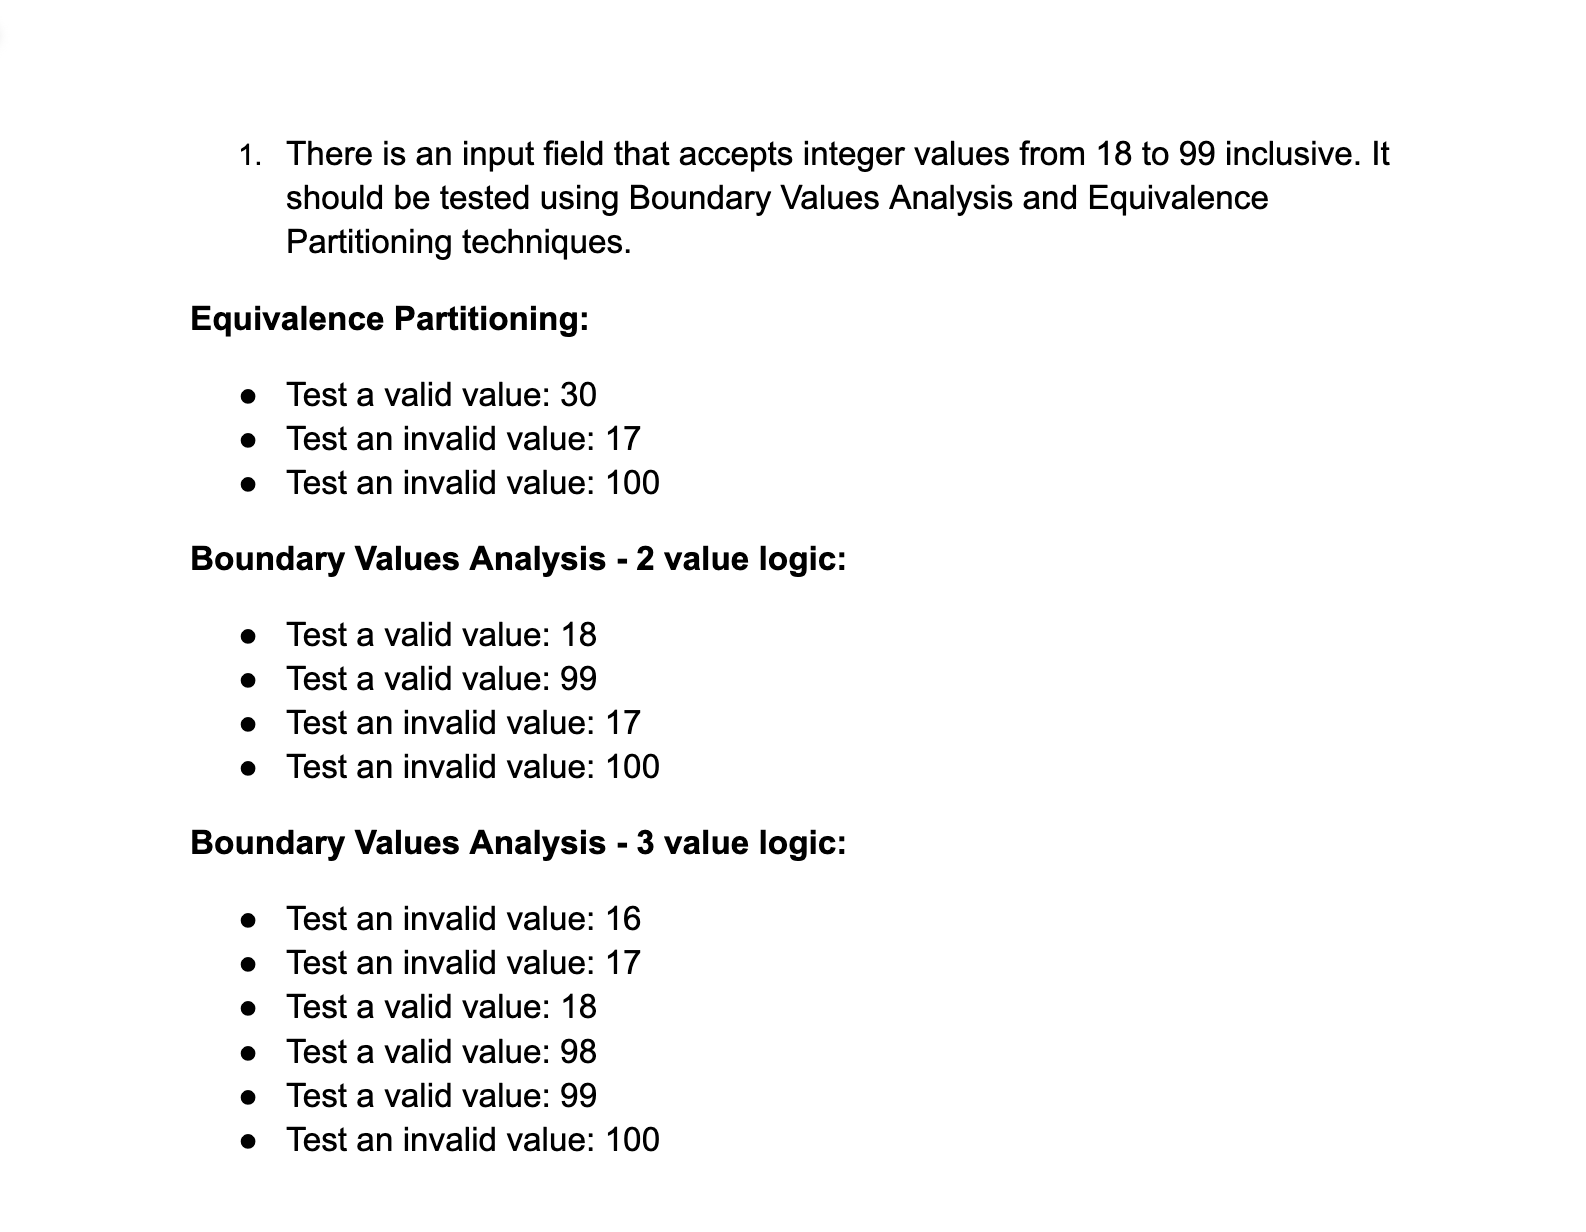 1. There is an input field that accepts integer values from 18 to 99 inclusive. It
should be tested using Boundary Values Analysis and Equivalence
Partitioning techniques.
Equivalence Partitioning:
● Test a valid value: 30
● Test an invalid value: 17
● Test an invalid value: 100
Boundary Values Analysis - 2 value logic:
● Test a valid value: 18
● Test a valid value: 99
● Test an invalid value: 17
● Test an invalid value: 100
Boundary Values Analysis - 3 value logic:
● Test an invalid value: 16
● Test an invalid value: 17
● Test a valid value: 18
● Test a valid value: 98
● Test a valid value: 99
● Test an invalid value: 100